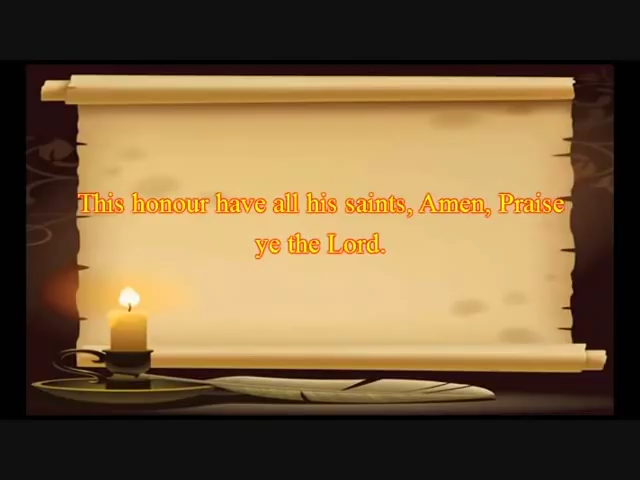 This honour have all his saints, Amen, Praise
ye the Lord.